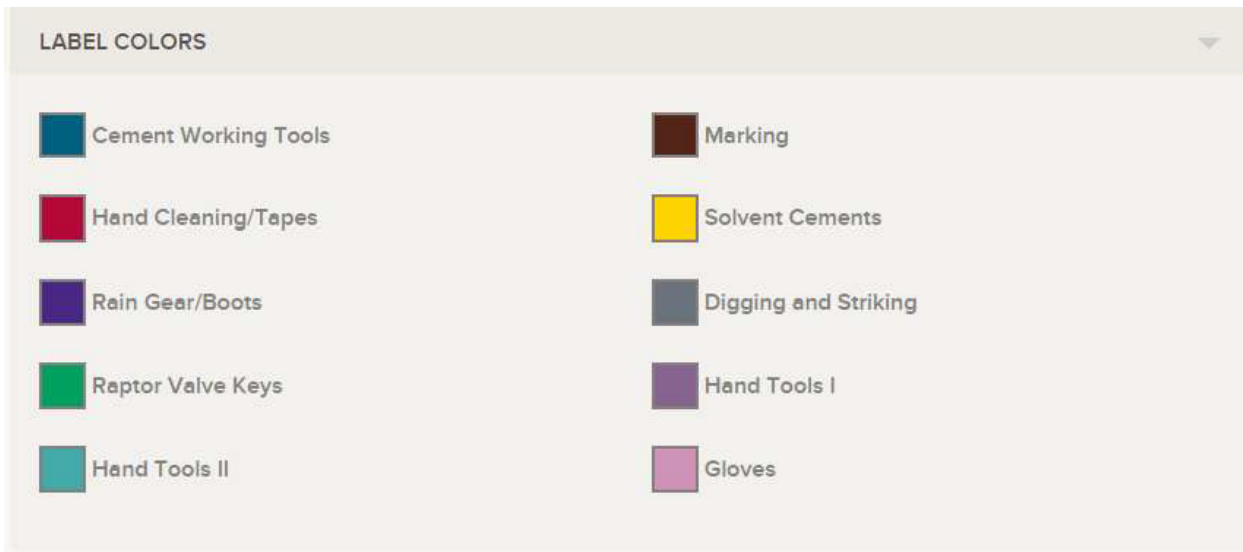 LABEL COLORS
Cement Working Tools
Marking
Hand Cleaning/Tapes
Solvent Cements
Rain Gear/Boots
Digging and Striking
Raptor Valve Keys
Hand Tools I
Hand Tools II
Gloves